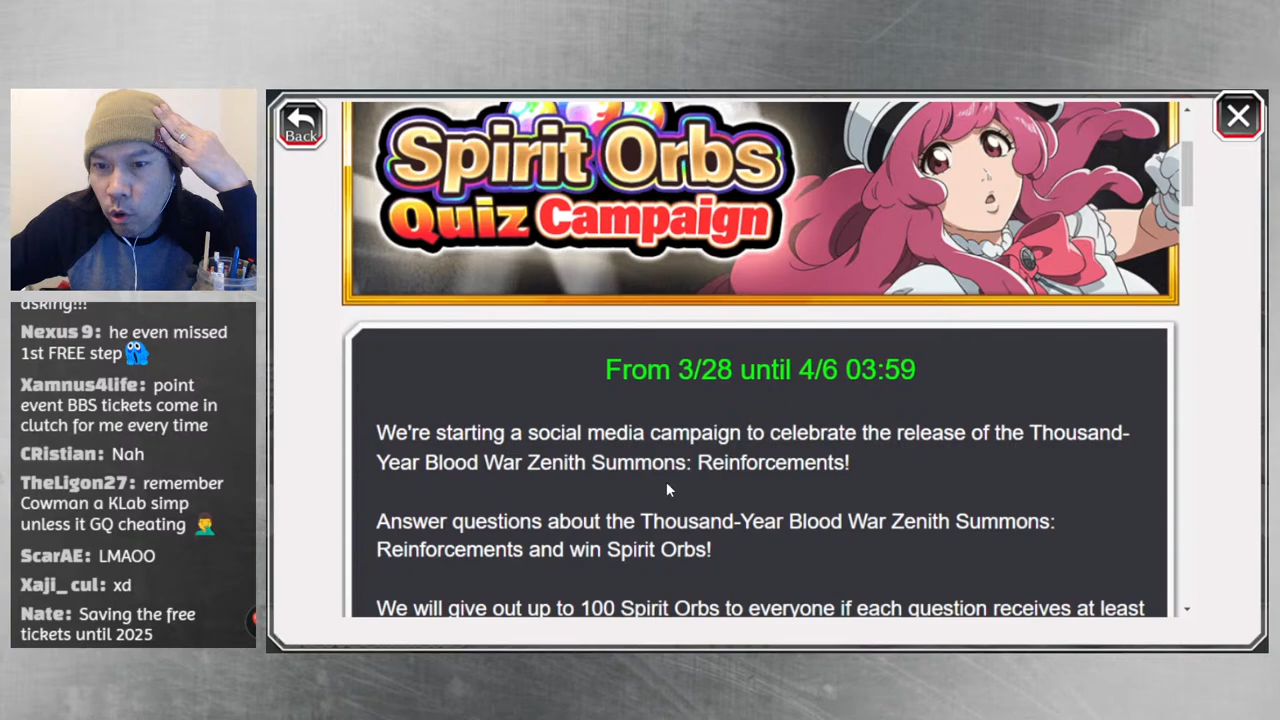 asking!!!
Nexus 9: he even missed
1st FREE step
Xamnus4life: point
event BBS tickets come in
clutch for me every time
CRistian: Nah
TheLigon27: remember
Cowman a KLab simp
unless it GQ cheating
ScarAE: LMAOO
Xaji_cul: xd
Nate: Saving the free
tickets until 2025
Back
Spirit Orbs
Quiz Campaign
From 3/28 until 4/6 03:59
We're starting a social media campaign to celebrate the release of the Thousand-
Year Blood War Zenith Summons: Reinforcements!
Answer questions about the Thousand-Year Blood War Zenith Summons:
Reinforcements and win Spirit Orbs!
We will give out up to 100 Spirit Orbs to everyone if each question receives at least